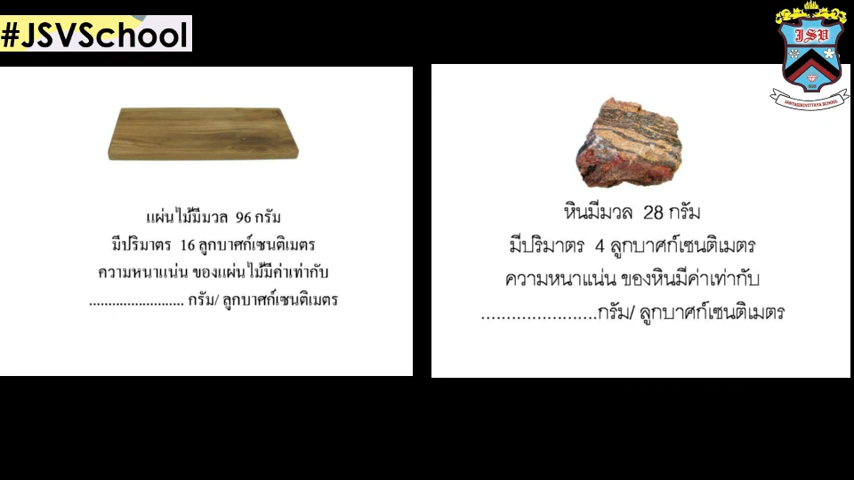 #JSVSchool
JSV
JARITASUKSVITTAYA SCHOOL
แผ่นไม้มีมวล 96 กรัม
มีปริมาตร 16 ลูกบาศก์เซนติเมตร
ความหนาแน่น ของแผ่นไม้มีค่าเท่ากับ
......................... กรัม/ ลูกบาศก์เซนติเมตร
หินมีมวล 28 กรัม
มีปริมาตร 4 ลูกบาศก์เซนติเมตร
ความหนาแน่น ของหินมีค่าเท่ากับ
.......................กรัม/ ลูกบาศก์เซนติเมตร